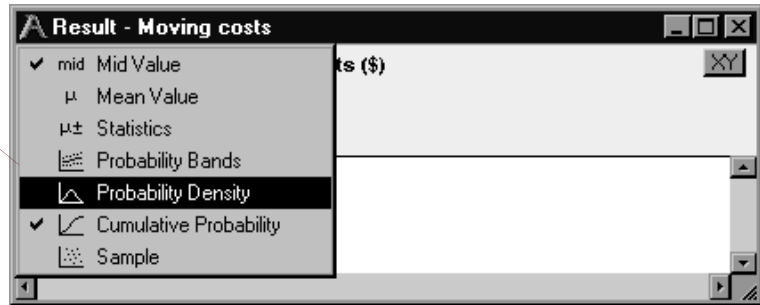 Result - Moving costs
mid Mid Value
ts ($)
XY
μ Mean Value
μ± Statistics
Probability Bands
Probability Density
Cumulative Probability
Sample